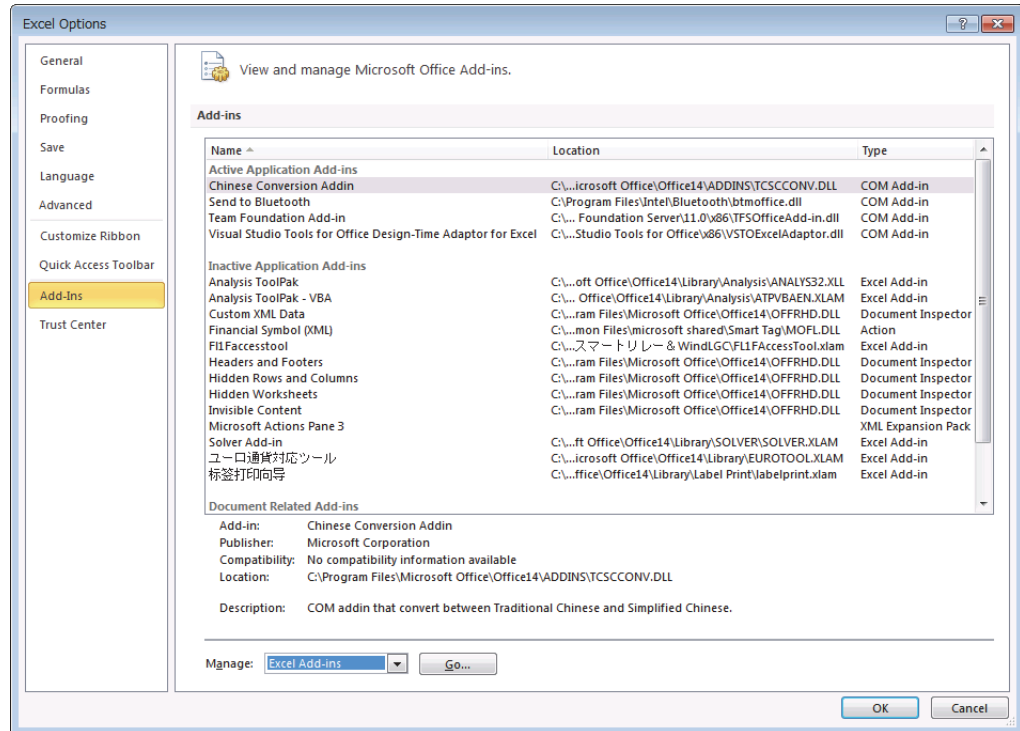 Excel Options
General
Formulas
Proofing
Save
Language
Advanced
Customize Ribbon
Quick Access Toolbar
Add-Ins
Trust Center
View and manage Microsoft Office Add-ins.
Add-ins
Name Location Type
Active Application Add-ins
Chinese Conversion Addin C:\...icrosoft Office\Office14\ADDINS\TCSCCONV.DLL COM Add-in
Send to Bluetooth C:\Program Files\Intel\Bluetooth\btmoffice.dll COM Add-in
Team Foundation Add-in C:\... Foundation Server\11.0\x86\TFSOfficeAdd-in.dll COM Add-in
Visual Studio Tools for Office Design-Time Adaptor for Excel C:\...Studio Tools for Office\x86\VSTOExcelAdaptor.dll COM Add-in
Inactive Application Add-ins
Analysis ToolPak C:\...oft Office\Office14\Library\Analysis\ANALYS32.XLL Excel Add-in
Analysis ToolPak - VBA C:\... Office\Office14\Library\Analysis\ATPVBAEN.XLAM Excel Add-in
Custom XML Data C:\...ram Files\Microsoft Office\Office14\OFFRHD.DLL Document Inspector
Financial Symbol (XML) C:\...mon Files\microsoft shared\Smart Tag\MOFL.DLL Action
Fl1Faccesstool C:\...スマートリレー＆WindLGC\FL1FAccessTool.xlam Excel Add-in
Headers and Footers C:\...ram Files\Microsoft Office\Office14\OFFRHD.DLL Document Inspector
Hidden Rows and Columns C:\...ram Files\Microsoft Office\Office14\OFFRHD.DLL Document Inspector
Hidden Worksheets C:\...ram Files\Microsoft Office\Office14\OFFRHD.DLL Document Inspector
Invisible Content C:\...ram Files\Microsoft Office\Office14\OFFRHD.DLL Document Inspector
Microsoft Actions Pane 3 XML Expansion Pack
Solver Add-in C:\...ft Office\Office14\Library\SOLVER\SOLVER.XLAM Excel Add-in
ユーロ通貨対応ツール C:\...icrosoft Office\Office14\Library\EUROTOOL.XLAM Excel Add-in
标签打印向导 C:\...ffice\Office14\Library\Label Print\labelprint.xlam Excel Add-in
Document Related Add-ins
Add-in: Chinese Conversion Addin
Publisher: Microsoft Corporation
Compatibility: No compatibility information available
Location: C:\Program Files\Microsoft Office\Office14\ADDINS\TCSCCONV.DLL
Description: COM addin that convert between Traditional Chinese and Simplified Chinese.
Manage: Excel Add-ins Go...
OK Cancel